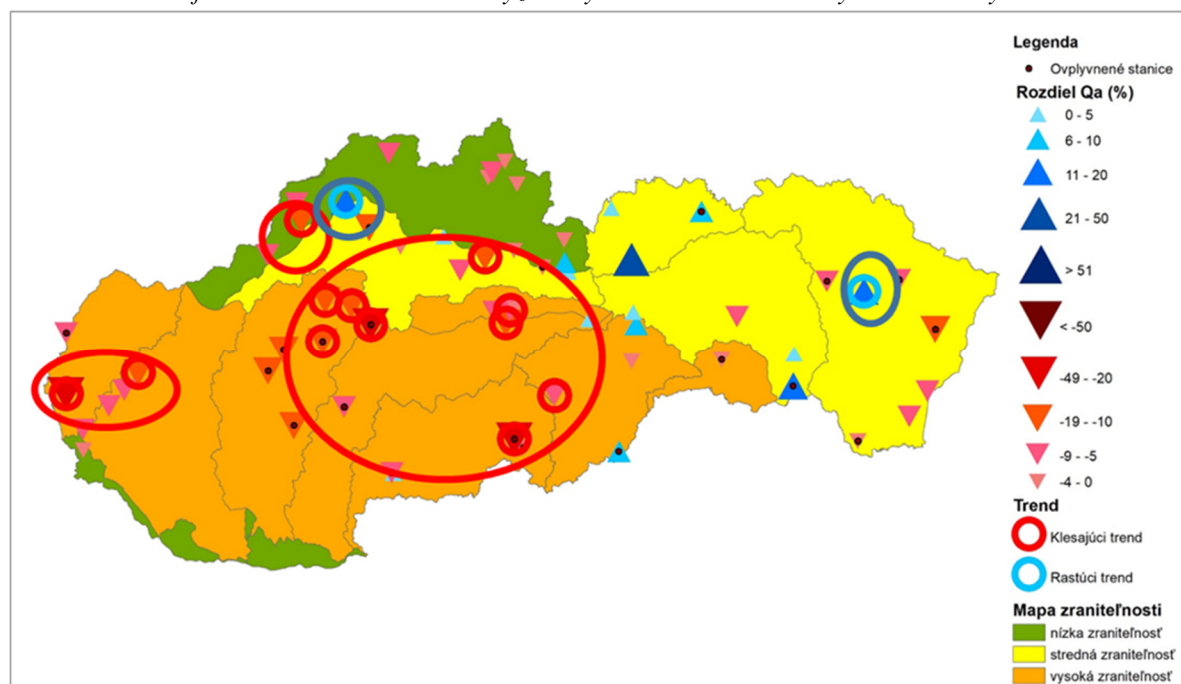 Legenda
Ovplyvnené stanice
Rozdiel Qa (%)
0 - 5
6 - 10
11 - 20
21 - 50
> 51
< -50
-49 - -20
-19 - -10
-9 - -5
-4 - 0
Trend
Klesajúci trend
Rastúci trend
Mapa zraniteľnosti
nízka zraniteľnosť
stredná zraniteľnosť
vysoká zraniteľnosť